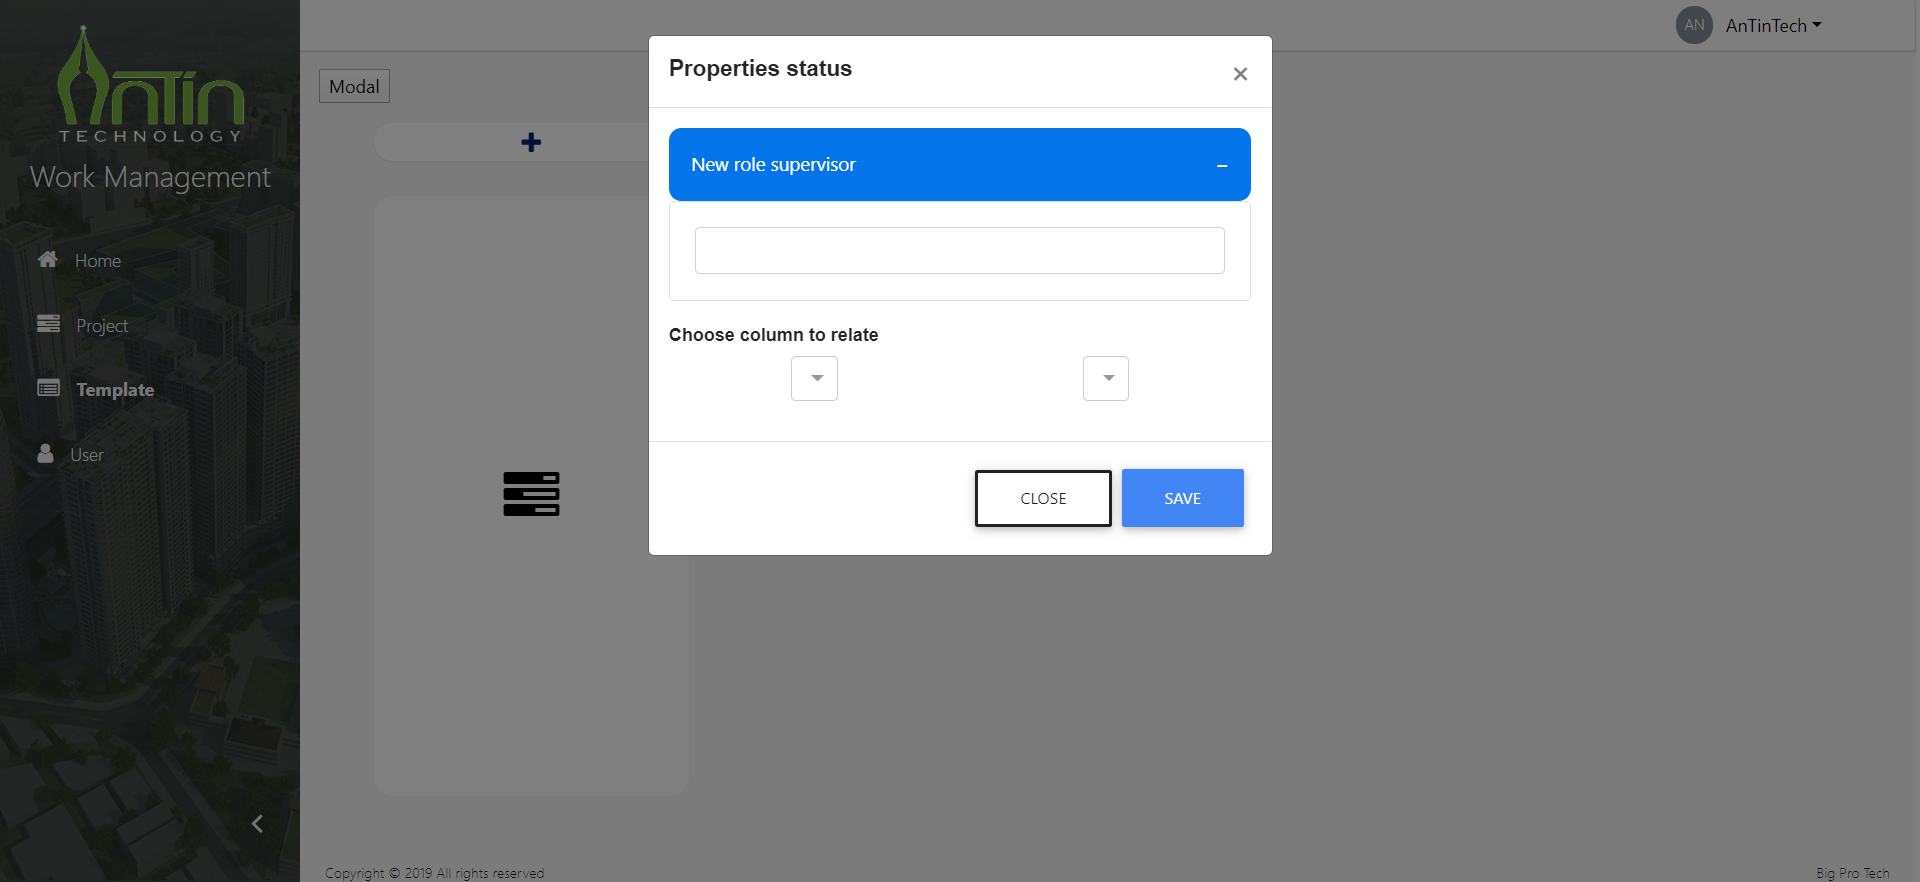 AnTin
TECHNOLOGY
Work Management
Home
Project
Template
User
AN
AnTinTech
Modal
Properties status
×
New role supervisor
–
Choose column to relate
CLOSE
SAVE
Copyright © 2019 All rights reserved
Big Pro Tech